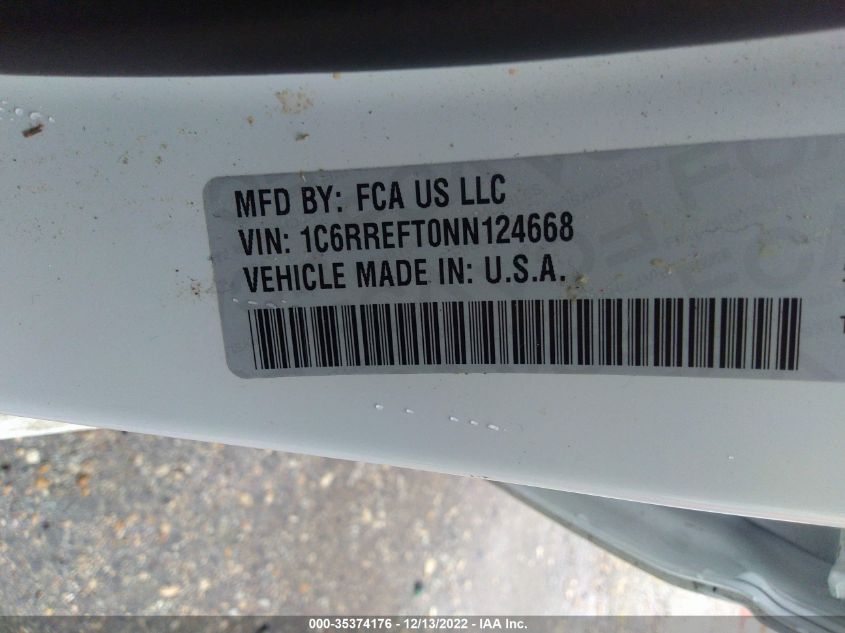 MFD BY: FCA US LLC
VIN: 1C6RREFT0NN124668
VEHICLE MADE IN: U.S.A.
000-35374176 - 12/13/2022 - IAA Inc.